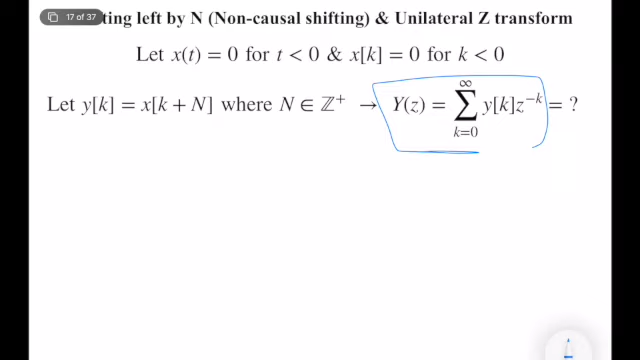 17 of 37
ting left by N (Non-causal shifting) & Unilateral Z transform
Let x(t) = 0 for t < 0 & x[k] = 0 for k < 0
Let y[k] = x[k + N] where N ∈ ℤ⁺ → Y(z) = ∑_{k=0}^{∞} y[k]z^{−k} = ?